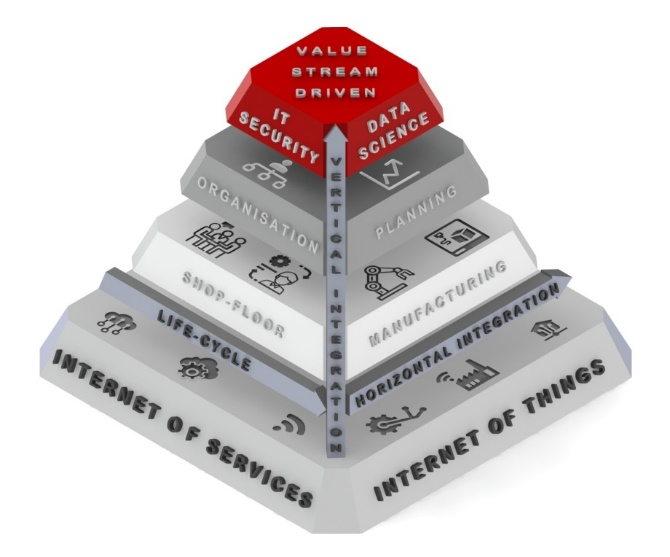 VALUE
STREAM
DRIVEN
IT
SECURITY
DATA
SCIENCE
ORGANISATION
PLANNING
SHOP-FLOOR
MANUFACTURING
LIFE-CYCLE
HORIZONTAL INTEGRATION
VERTICAL INTEGRATION
INTERNET OF SERVICES
INTERNET OF THINGS